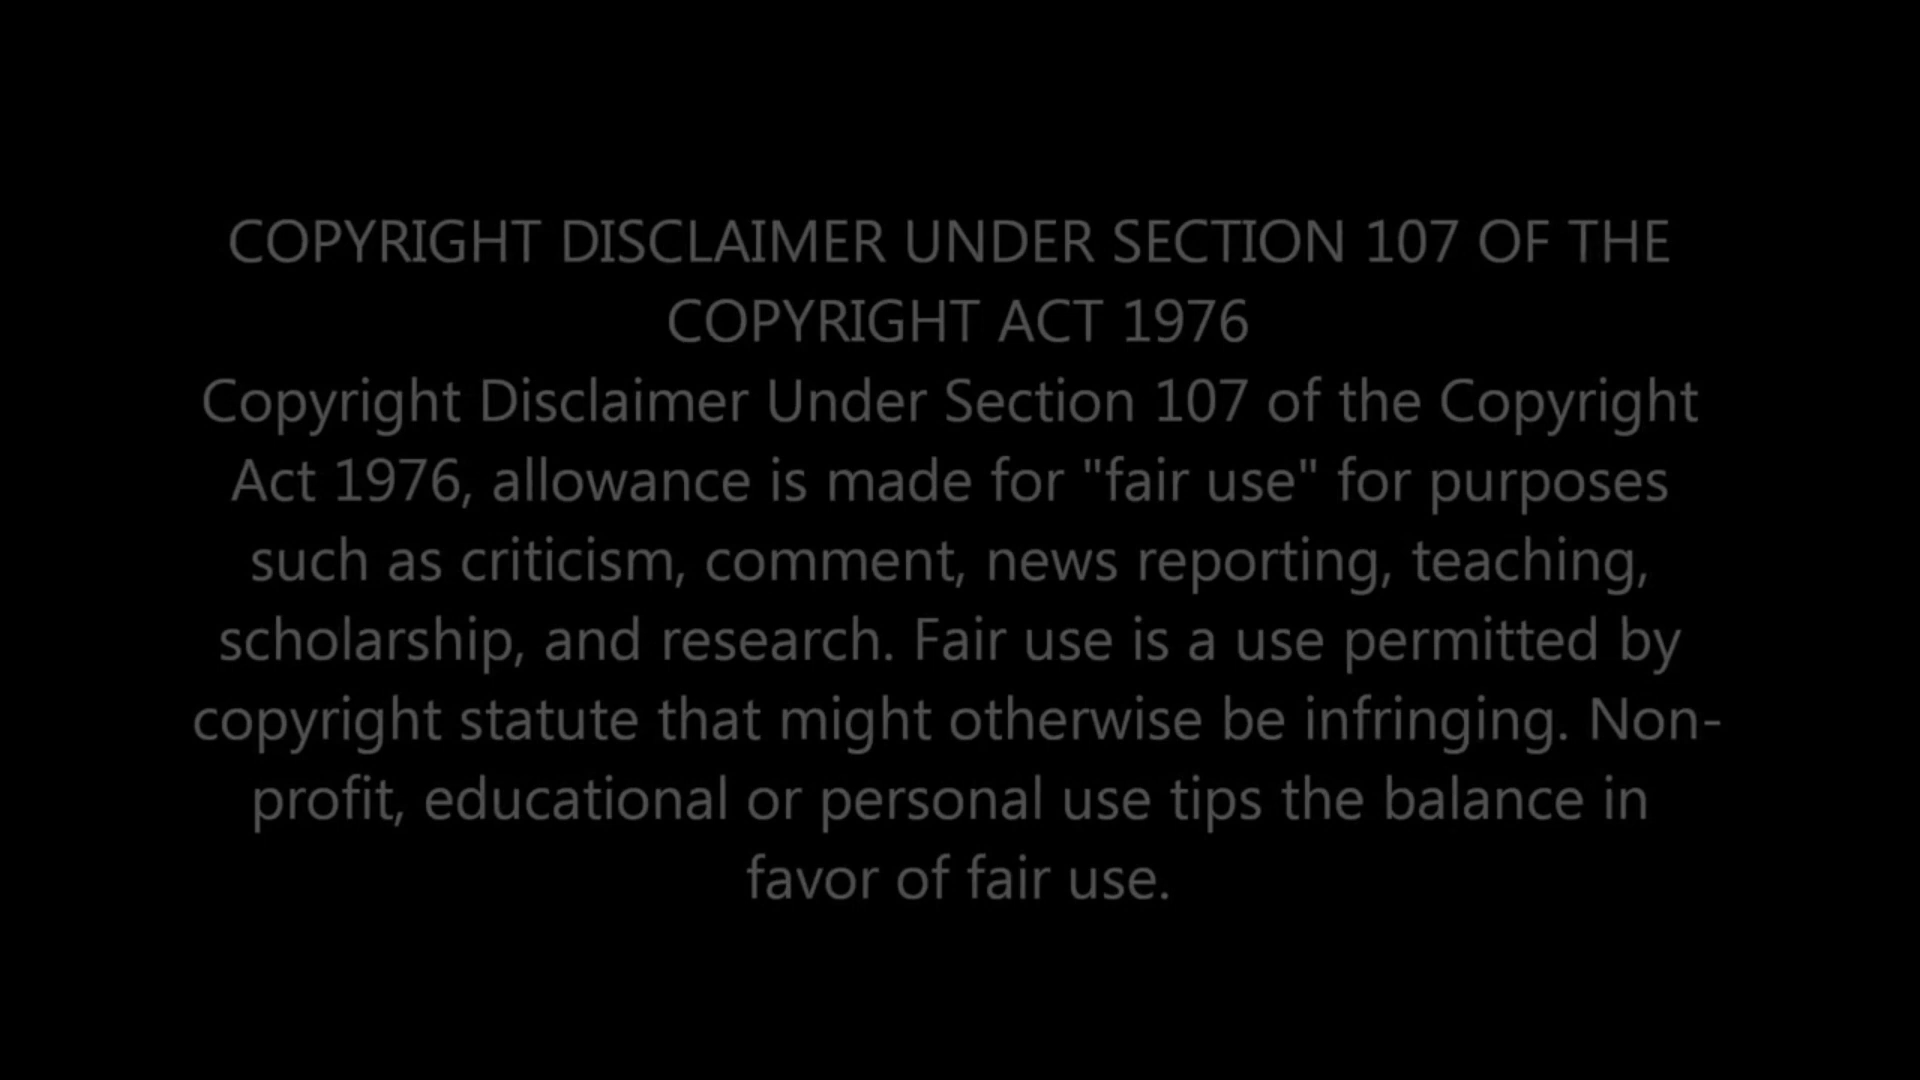 COPYRIGHT DISCLAIMER UNDER SECTION 107 OF THE
COPYRIGHT ACT 1976
Copyright Disclaimer Under Section 107 of the Copyright
Act 1976, allowance is made for "fair use" for purposes
such as criticism, comment, news reporting, teaching,
scholarship, and research. Fair use is a use permitted by
copyright statute that might otherwise be infringing. Non-
profit, educational or personal use tips the balance in
favor of fair use.